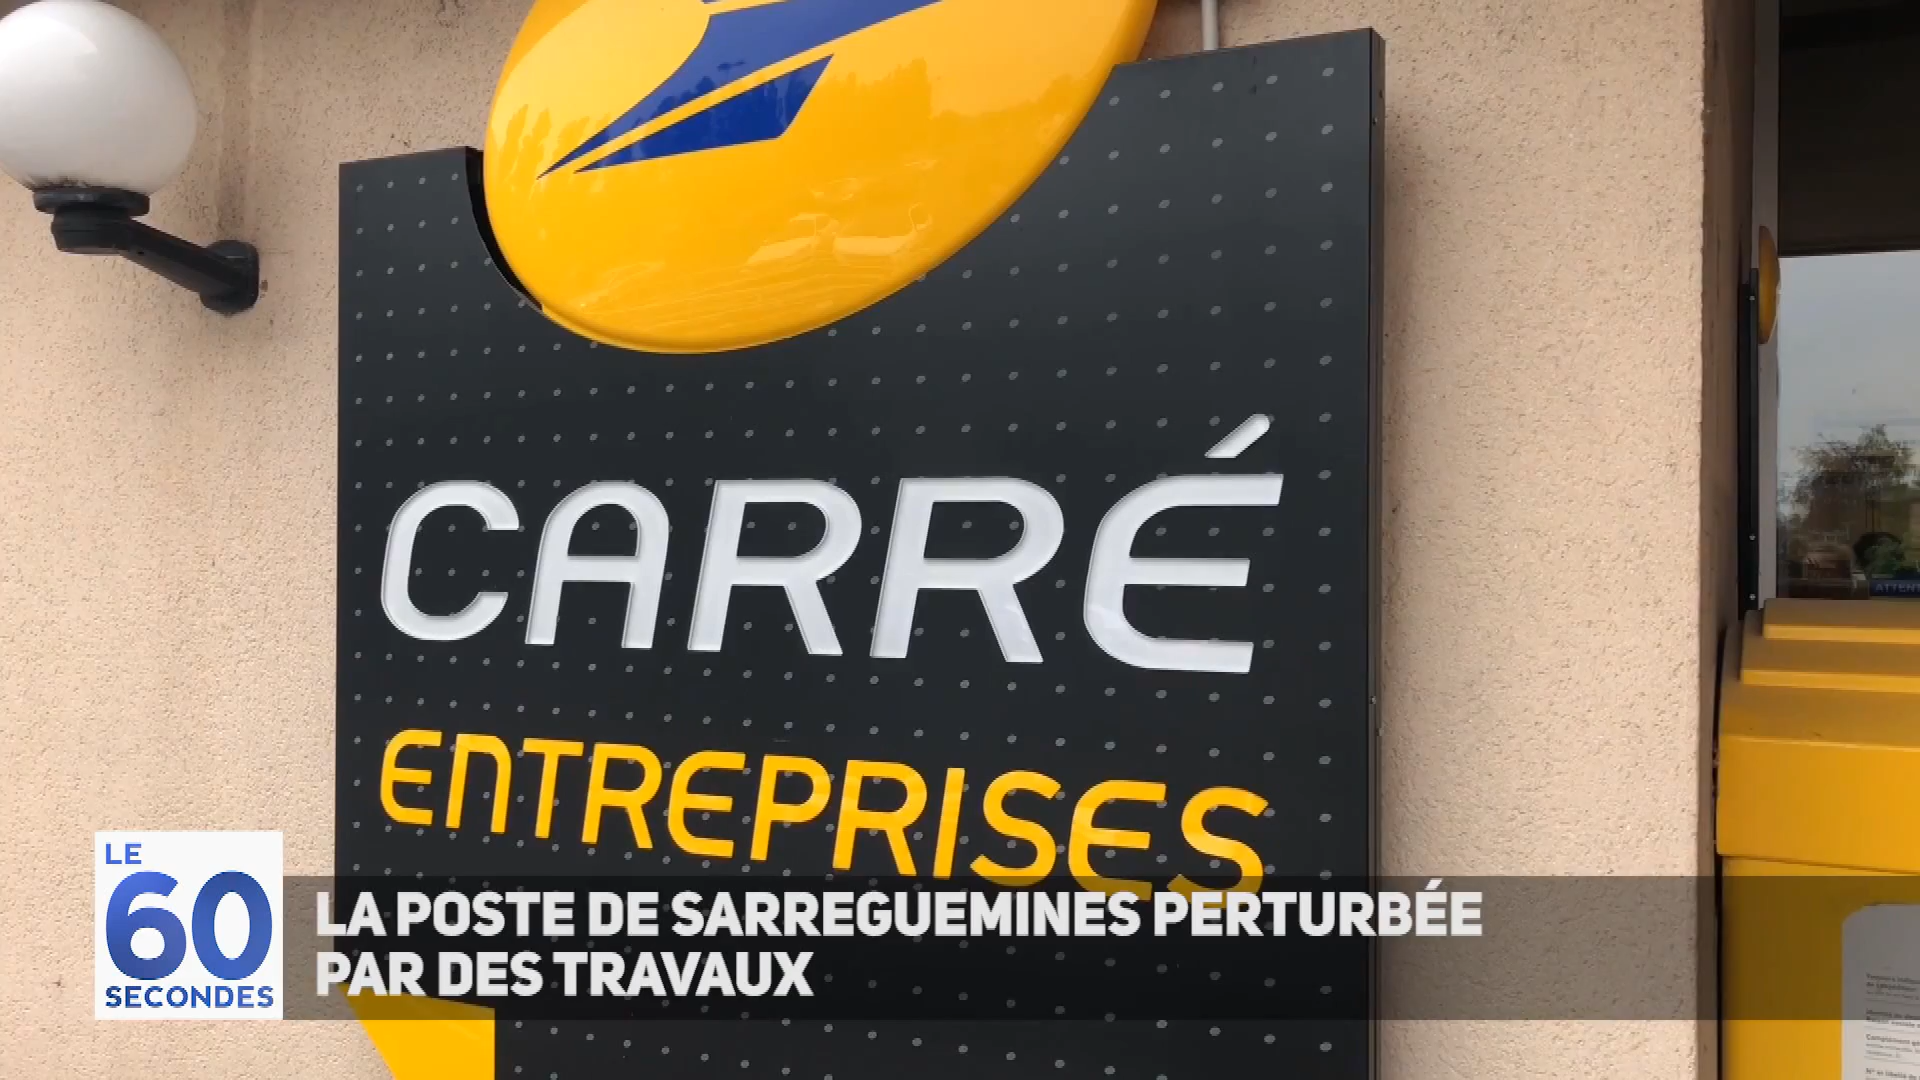 CARRÉ
ENTREPRISES
LE
60
SECONDES
LA POSTE DE SARREGUEMINES PERTURBÉE
PAR DES TRAVAUX